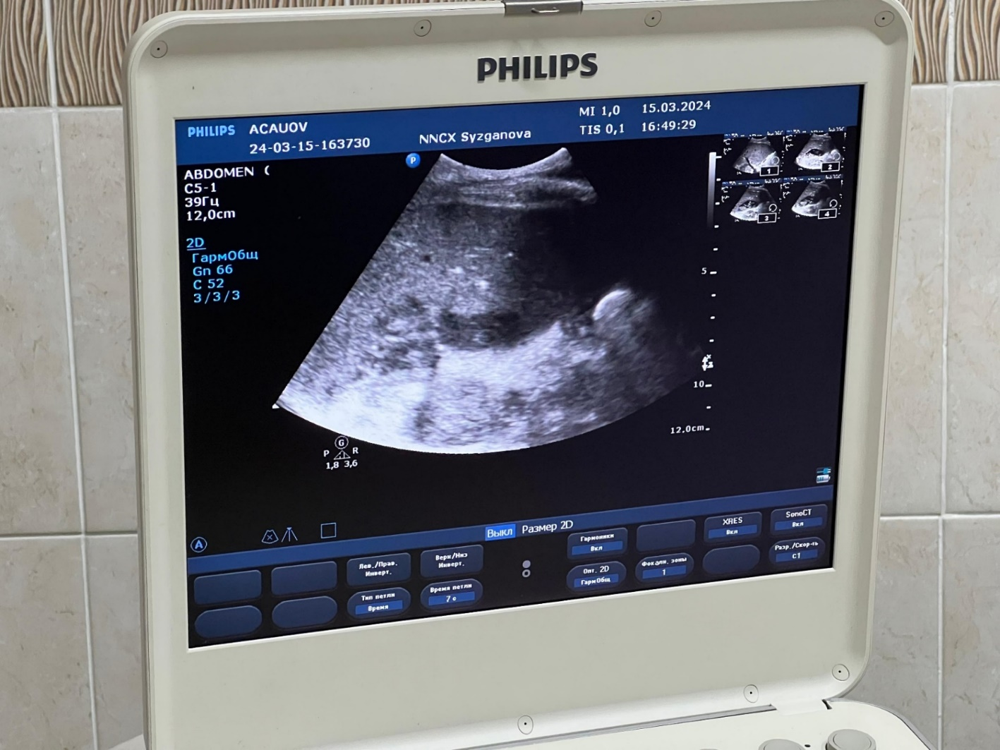 PHILIPS
PHILIPS
ACAUOV
24-03-15-163730
NNCX Syzganova
MI 1,0
TIS 0,1
15.03.2024
16:49:29
ABDOMEN (
C5-1
39Гц
12,0cm
2D
ГармОбщ
Gn 66
C 52
3/3/3
P
1
2
3
4
5
10
12.0cm
G
P R
1,8 3,6
A
Выкл Размер 2D
Лев./Прав.
Инверт.
Верх/Низ
Инверт.
Гармоники
Вкл
XRES
Вкл
SonoCT
Вкл
Тип петли
Время
Время петли
7 с
Опт. 2D
ГармОбщ
Фокальн. зоны
1
Разр./Скор-ть
C1